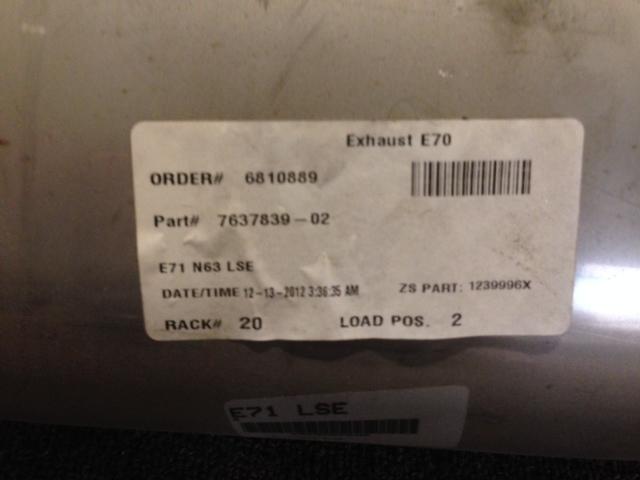 Exhaust E70
ORDER# 6810889
Part# 7637839-02
E71 N63 LSE
DATE/TIME 12-13-2012 3:36:35 AM ZS PART: 1239996X
RACK# 20 LOAD POS. 2
E71 LSE